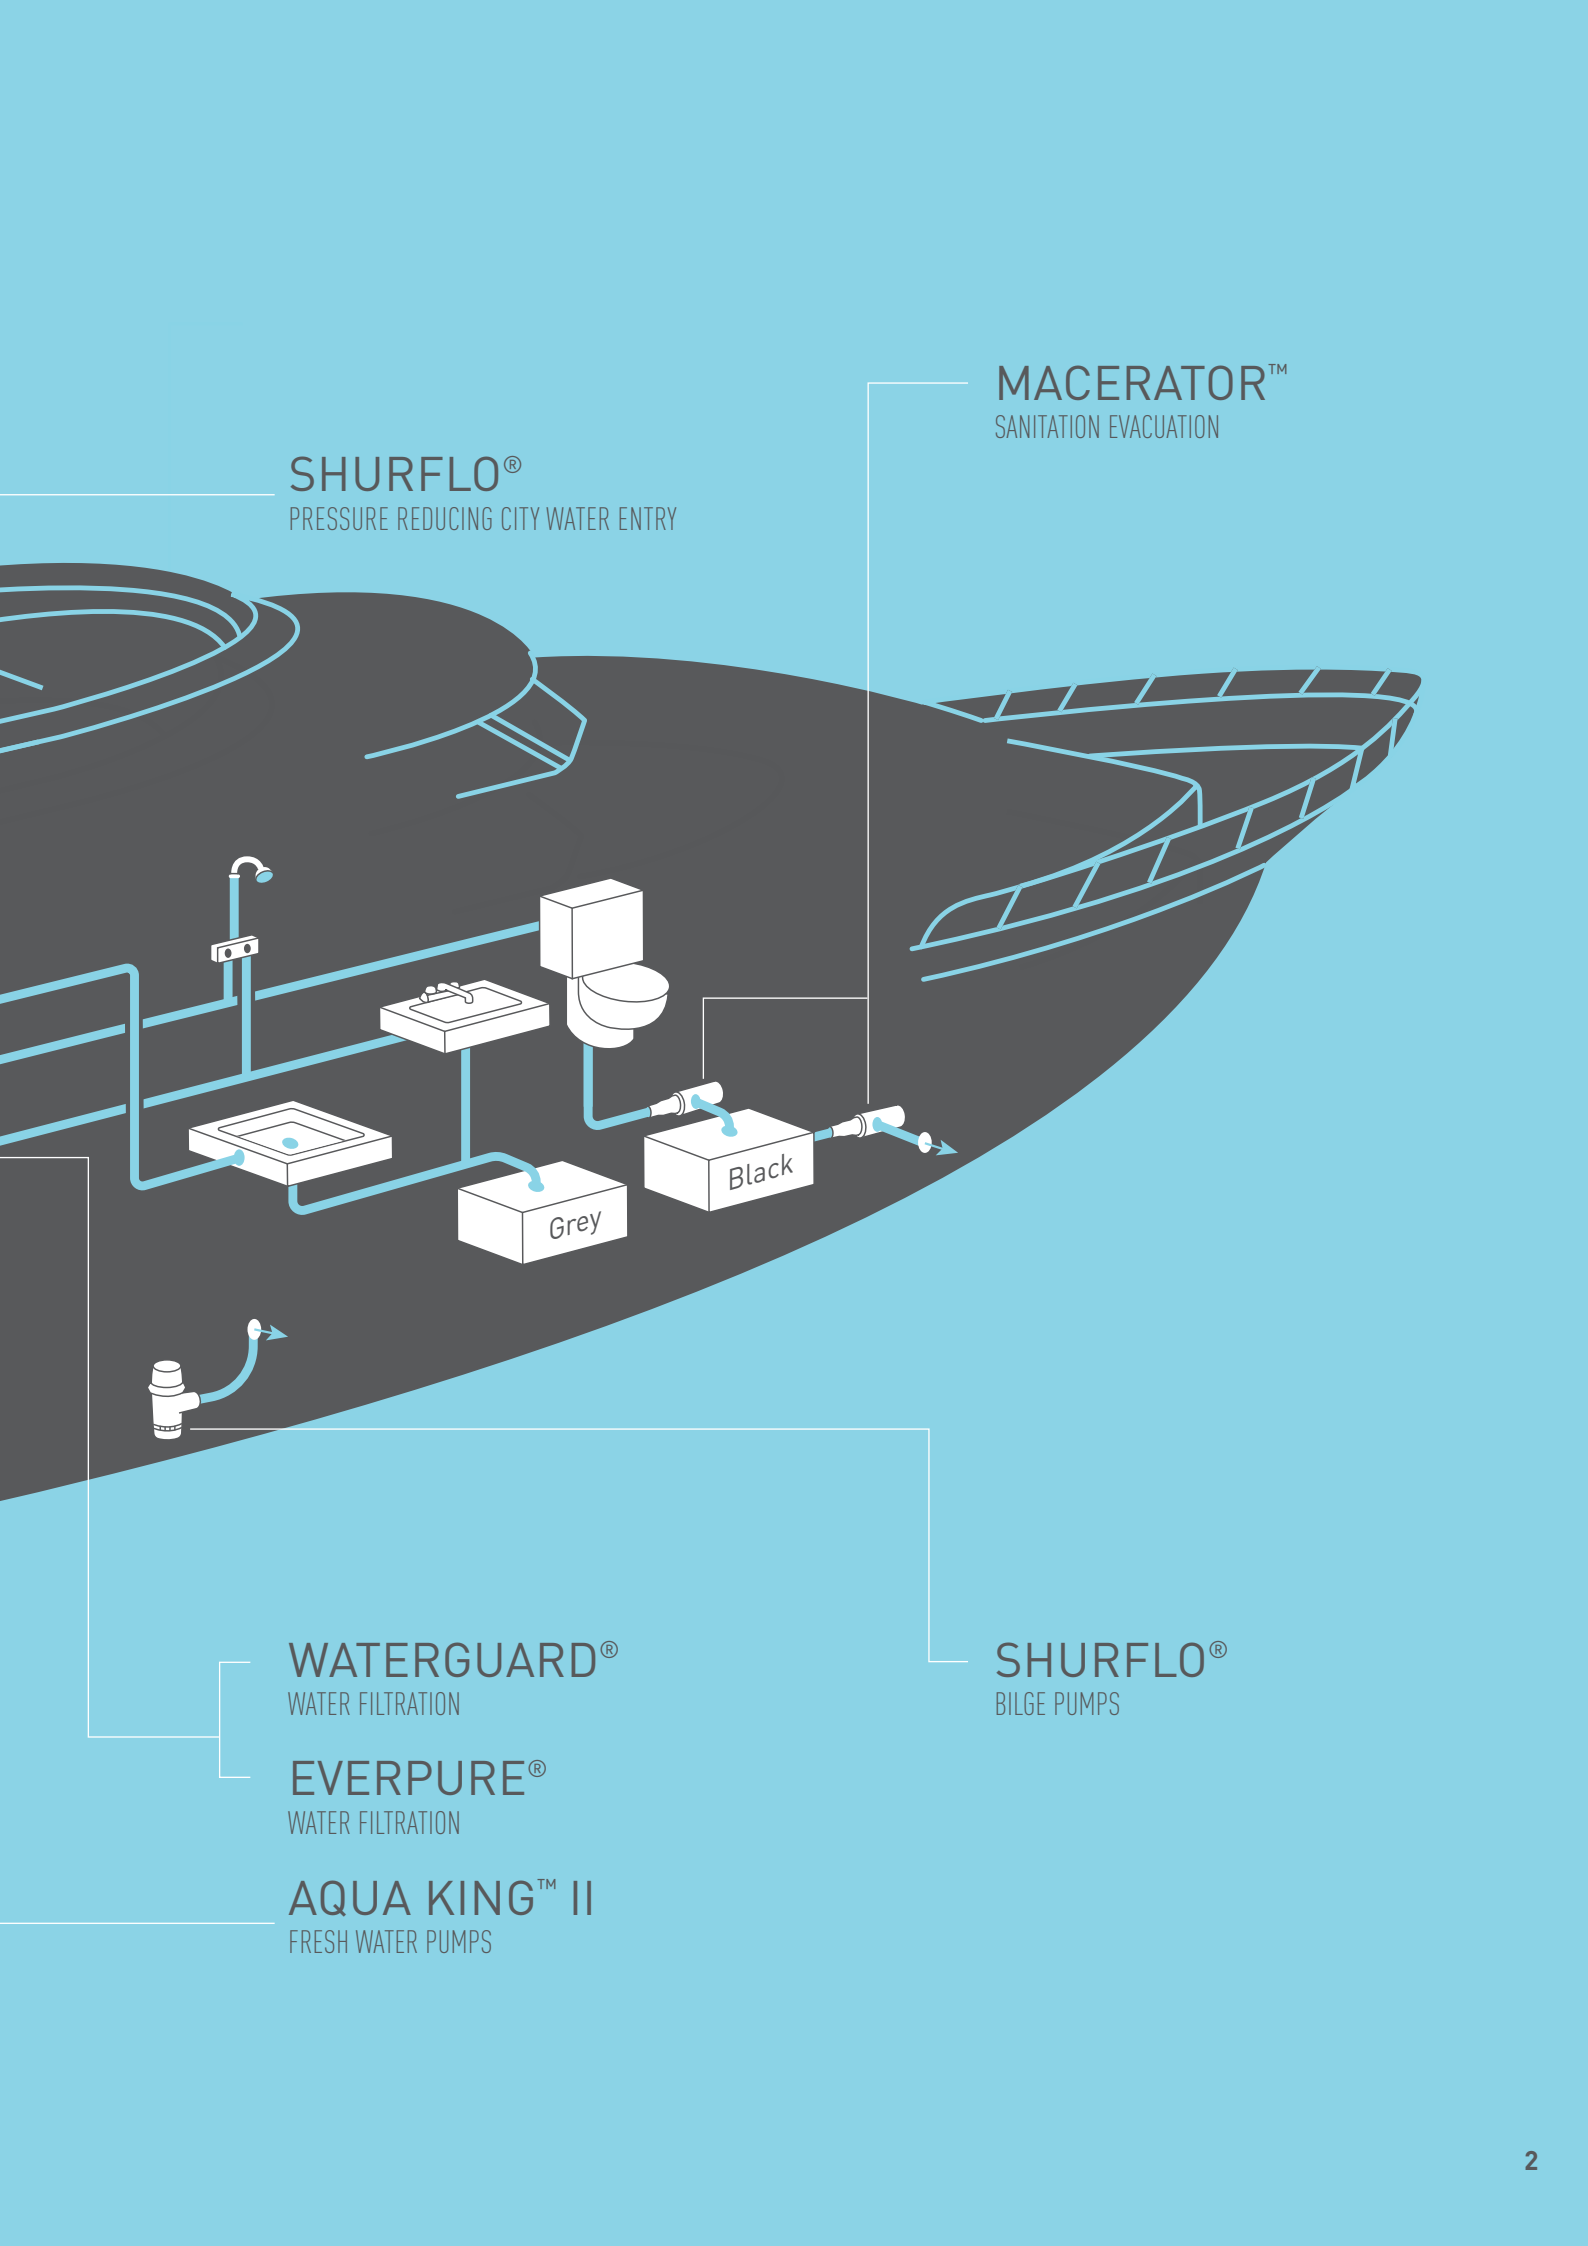 MACERATOR™
SANITATION EVACUATION
SHURFLO®
PRESSURE REDUCING CITY WATER ENTRY
Black
Grey
WATERGUARD®
WATER FILTRATION
SHURFLO®
BILGE PUMPS
EVERPURE®
WATER FILTRATION
AQUA KING™ II
FRESH WATER PUMPS
2